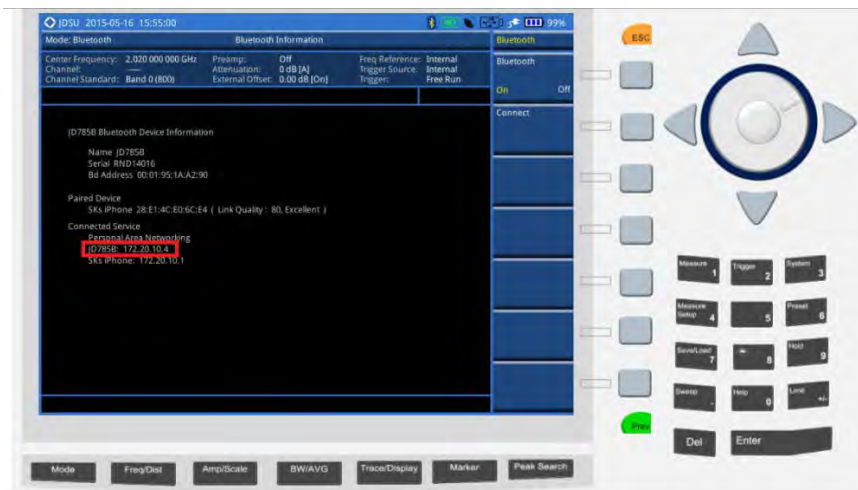 JDSU 2015-05-16 15:55:00 99%
Mode: Bluetooth Bluetooth Information Bluetooth
Center Frequency: 2.020 000 000 GHz Preamp: Off Freq Reference: Internal
Channel: ---- Attenuation: 0 dB [A] Trigger Source: Internal
Channel Standard: Band 0 (800) External Offset: 0.00 dB [On] Trigger: Free Run
Bluetooth
On Off
Connect
JD785B Bluetooth Device Information
Name JD785B
Serial RND14016
Bd Address 00:01:95:1A:A2:90
Paired Device
SKs iPhone 28:E1:4C:E0:6C:E4 ( Link Quality : 80, Excellent )
Connected Service
Personal Area Networking
JD785B: 172.20.10.4
SKs iPhone: 172.20.10.1
ESC
Measure 1 Trigger 2 System 3
Measure Setup 4 5 Preset 6
Save/Load 7 8 Hold 9
Sweep . Help 0 Limit +/-
Prev
Del Enter
Mode Freq/Dist Amp/Scale BW/AVG Trace/Display Marker Peak Search